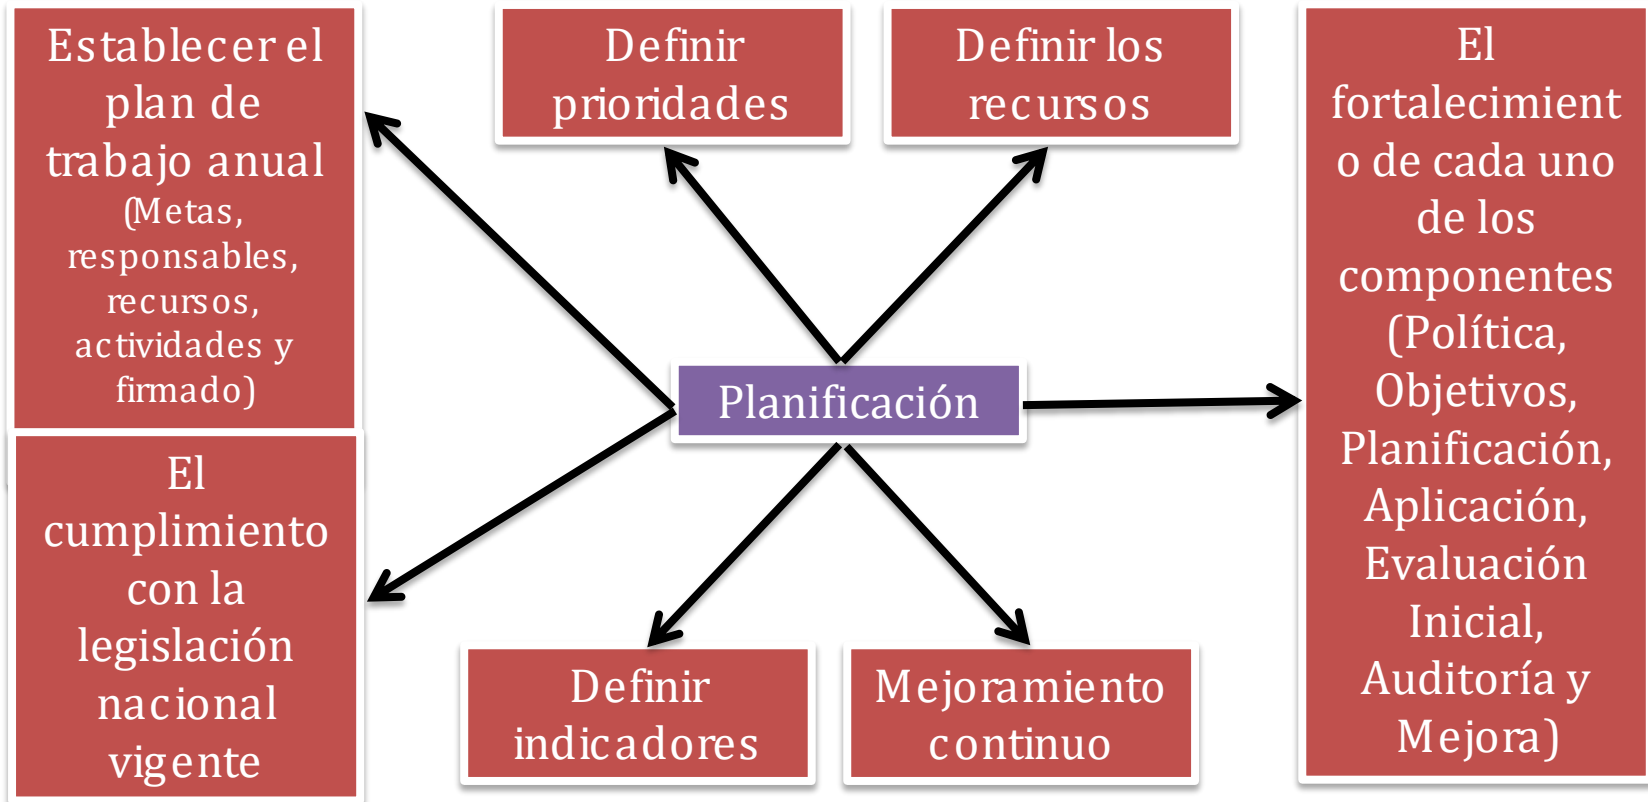 Establecer el
plan de
trabajo anual
(Metas,
responsables,
recursos,
actividades y
firmado)
El
cumplimiento
con la
legislación
nacional
vigente
Definir
prioridades
Definir los
recursos
Planificación
Definir
indicadores
Mejoramiento
continuo
El
fortalecimient
o de cada uno
de los
componentes
(Política,
Objetivos,
Planificación,
Aplicación,
Evaluación
Inicial,
Auditoría y
Mejora)